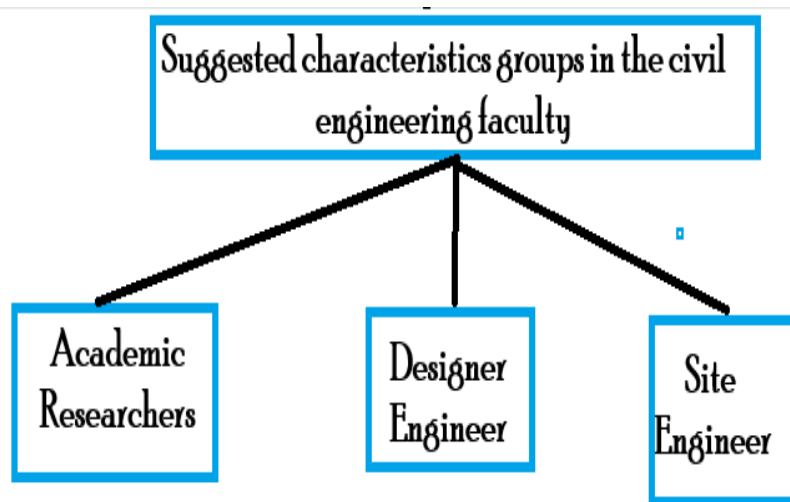 Suggested characteristics groups in the civil
engineering faculty
Academic
Researchers
Designer
Engineer
Site
Engineer